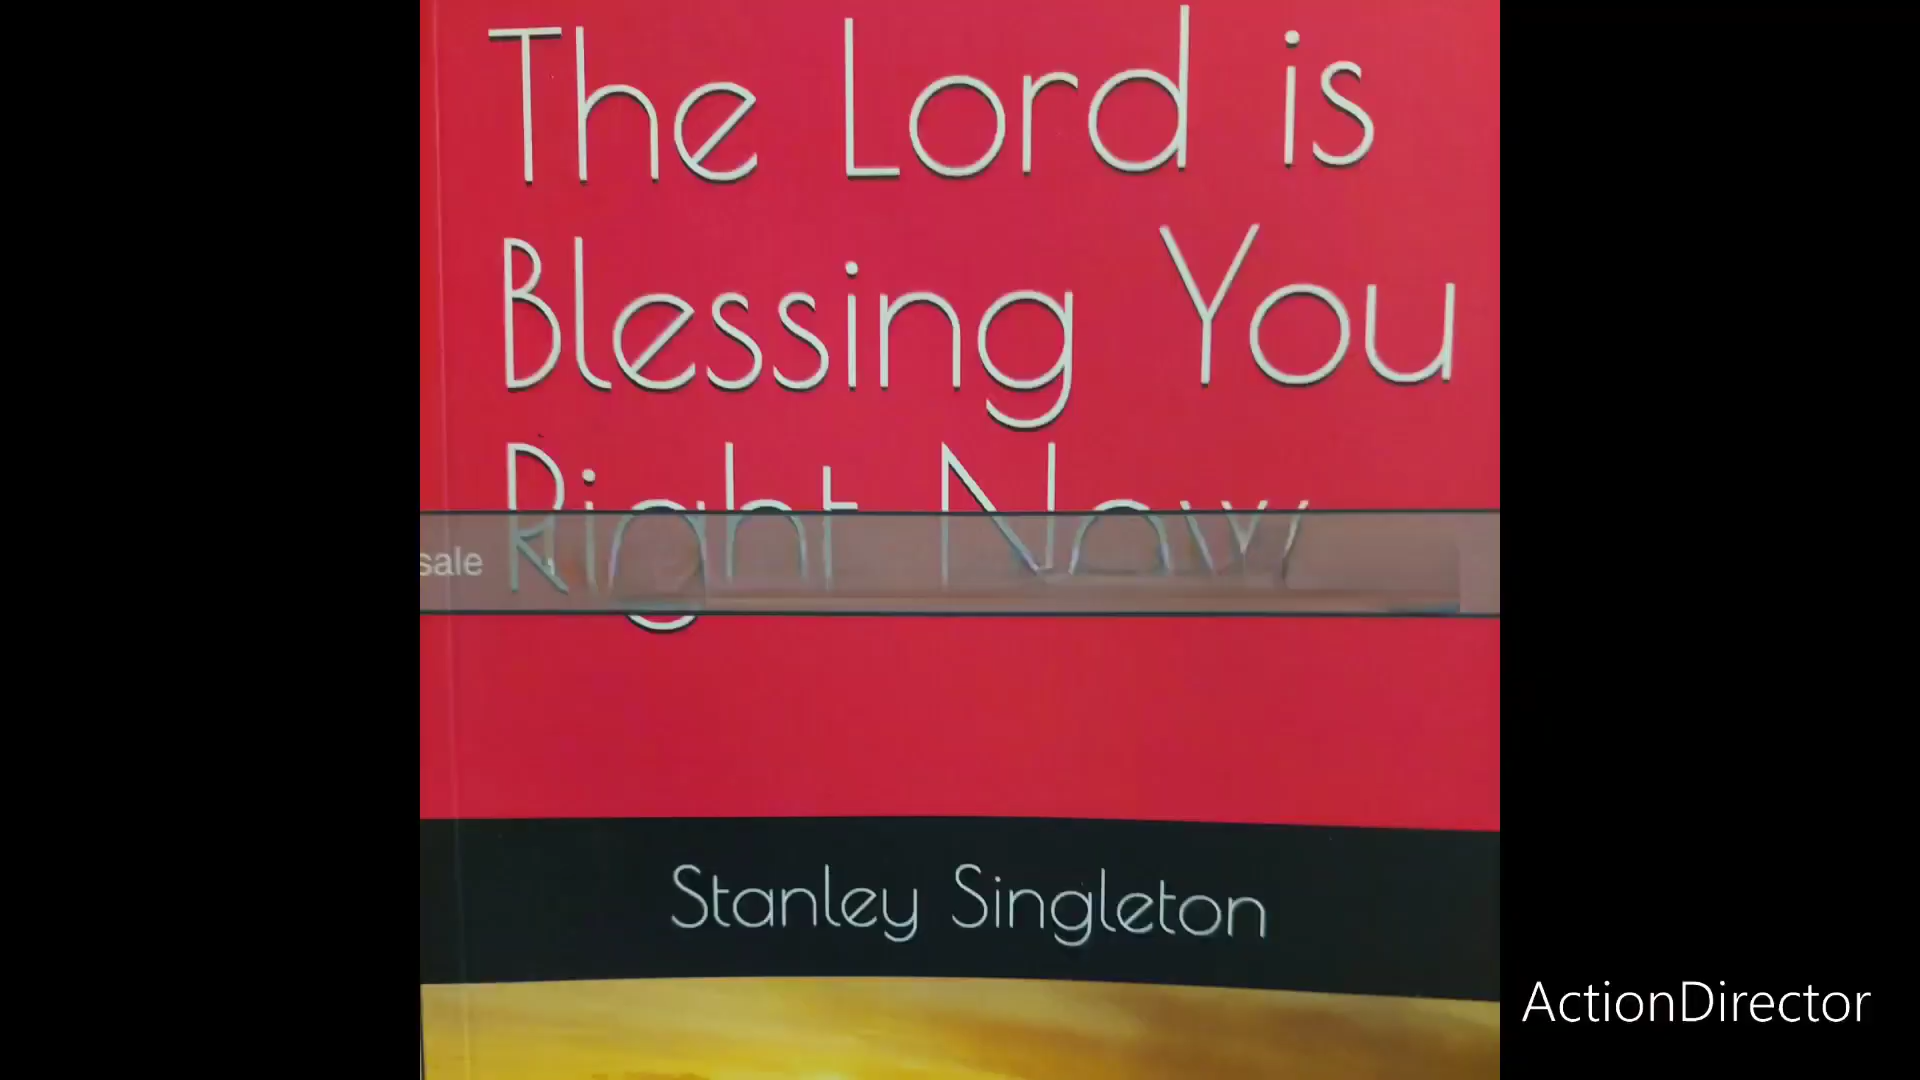 The Lord is
Blessing You
Right Now
sale
Stanley Singleton
ActionDirector